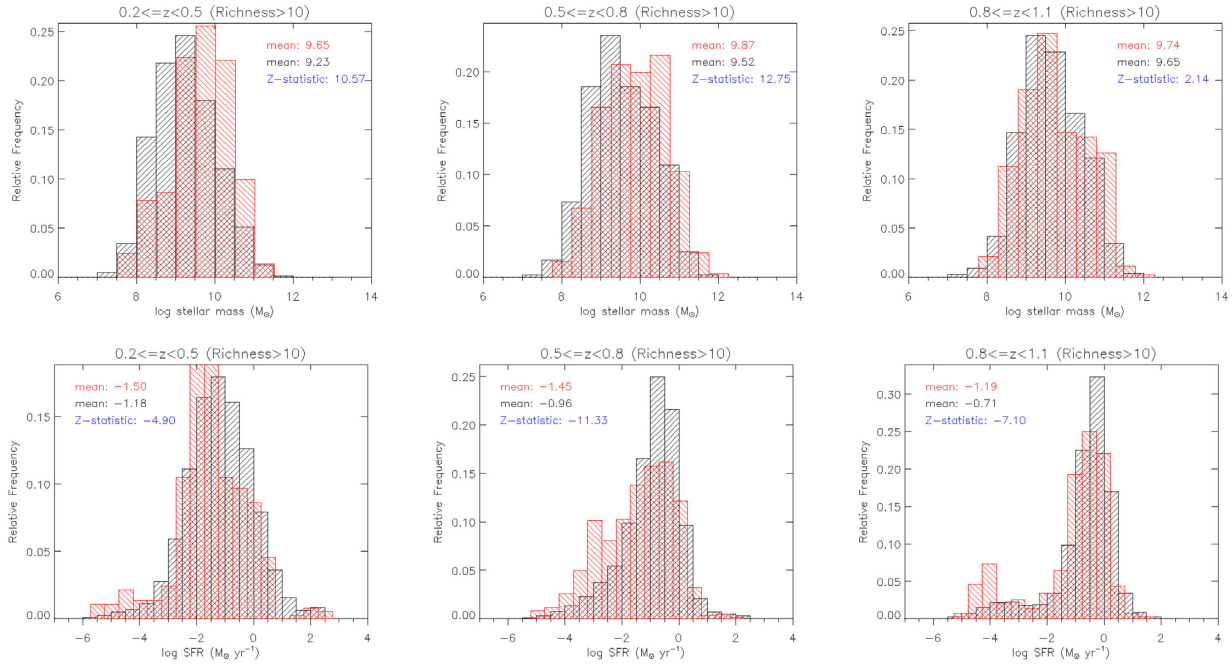 0.2<=z<0.5 (Richness>10)
mean: 9.65
mean: 9.23
Z-statistic: 10.57
Relative Frequency
0.25
0.20
0.15
0.10
0.05
0.00
6 8 10 12 14
log stellar mass (M⊙)
0.5<=z<0.8 (Richness>10)
mean: 9.87
mean: 9.52
Z-statistic: 12.75
Relative Frequency
0.20
0.15
0.10
0.05
0.00
6 8 10 12 14
log stellar mass (M⊙)
0.8<=z<1.1 (Richness>10)
mean: 9.74
mean: 9.65
Z-statistic: 2.14
Relative Frequency
0.25
0.20
0.15
0.10
0.05
0.00
6 8 10 12 14
log stellar mass (M⊙)
0.2<=z<0.5 (Richness>10)
mean: −1.50
mean: −1.18
Z-statistic: −4.90
Relative Frequency
0.15
0.10
0.05
0.00
−6 −4 −2 0 2 4
log SFR (M⊙ yr⁻¹)
0.5<=z<0.8 (Richness>10)
mean: −1.45
mean: −0.96
Z-statistic: −11.33
Relative Frequency
0.25
0.20
0.15
0.10
0.05
0.00
−6 −4 −2 0 2 4
log SFR (M⊙ yr⁻¹)
0.8<=z<1.1 (Richness>10)
mean: −1.19
mean: −0.71
Z-statistic: −7.10
Relative Frequency
0.30
0.20
0.10
0.00
−6 −4 −2 0 2 4
log SFR (M⊙ yr⁻¹)